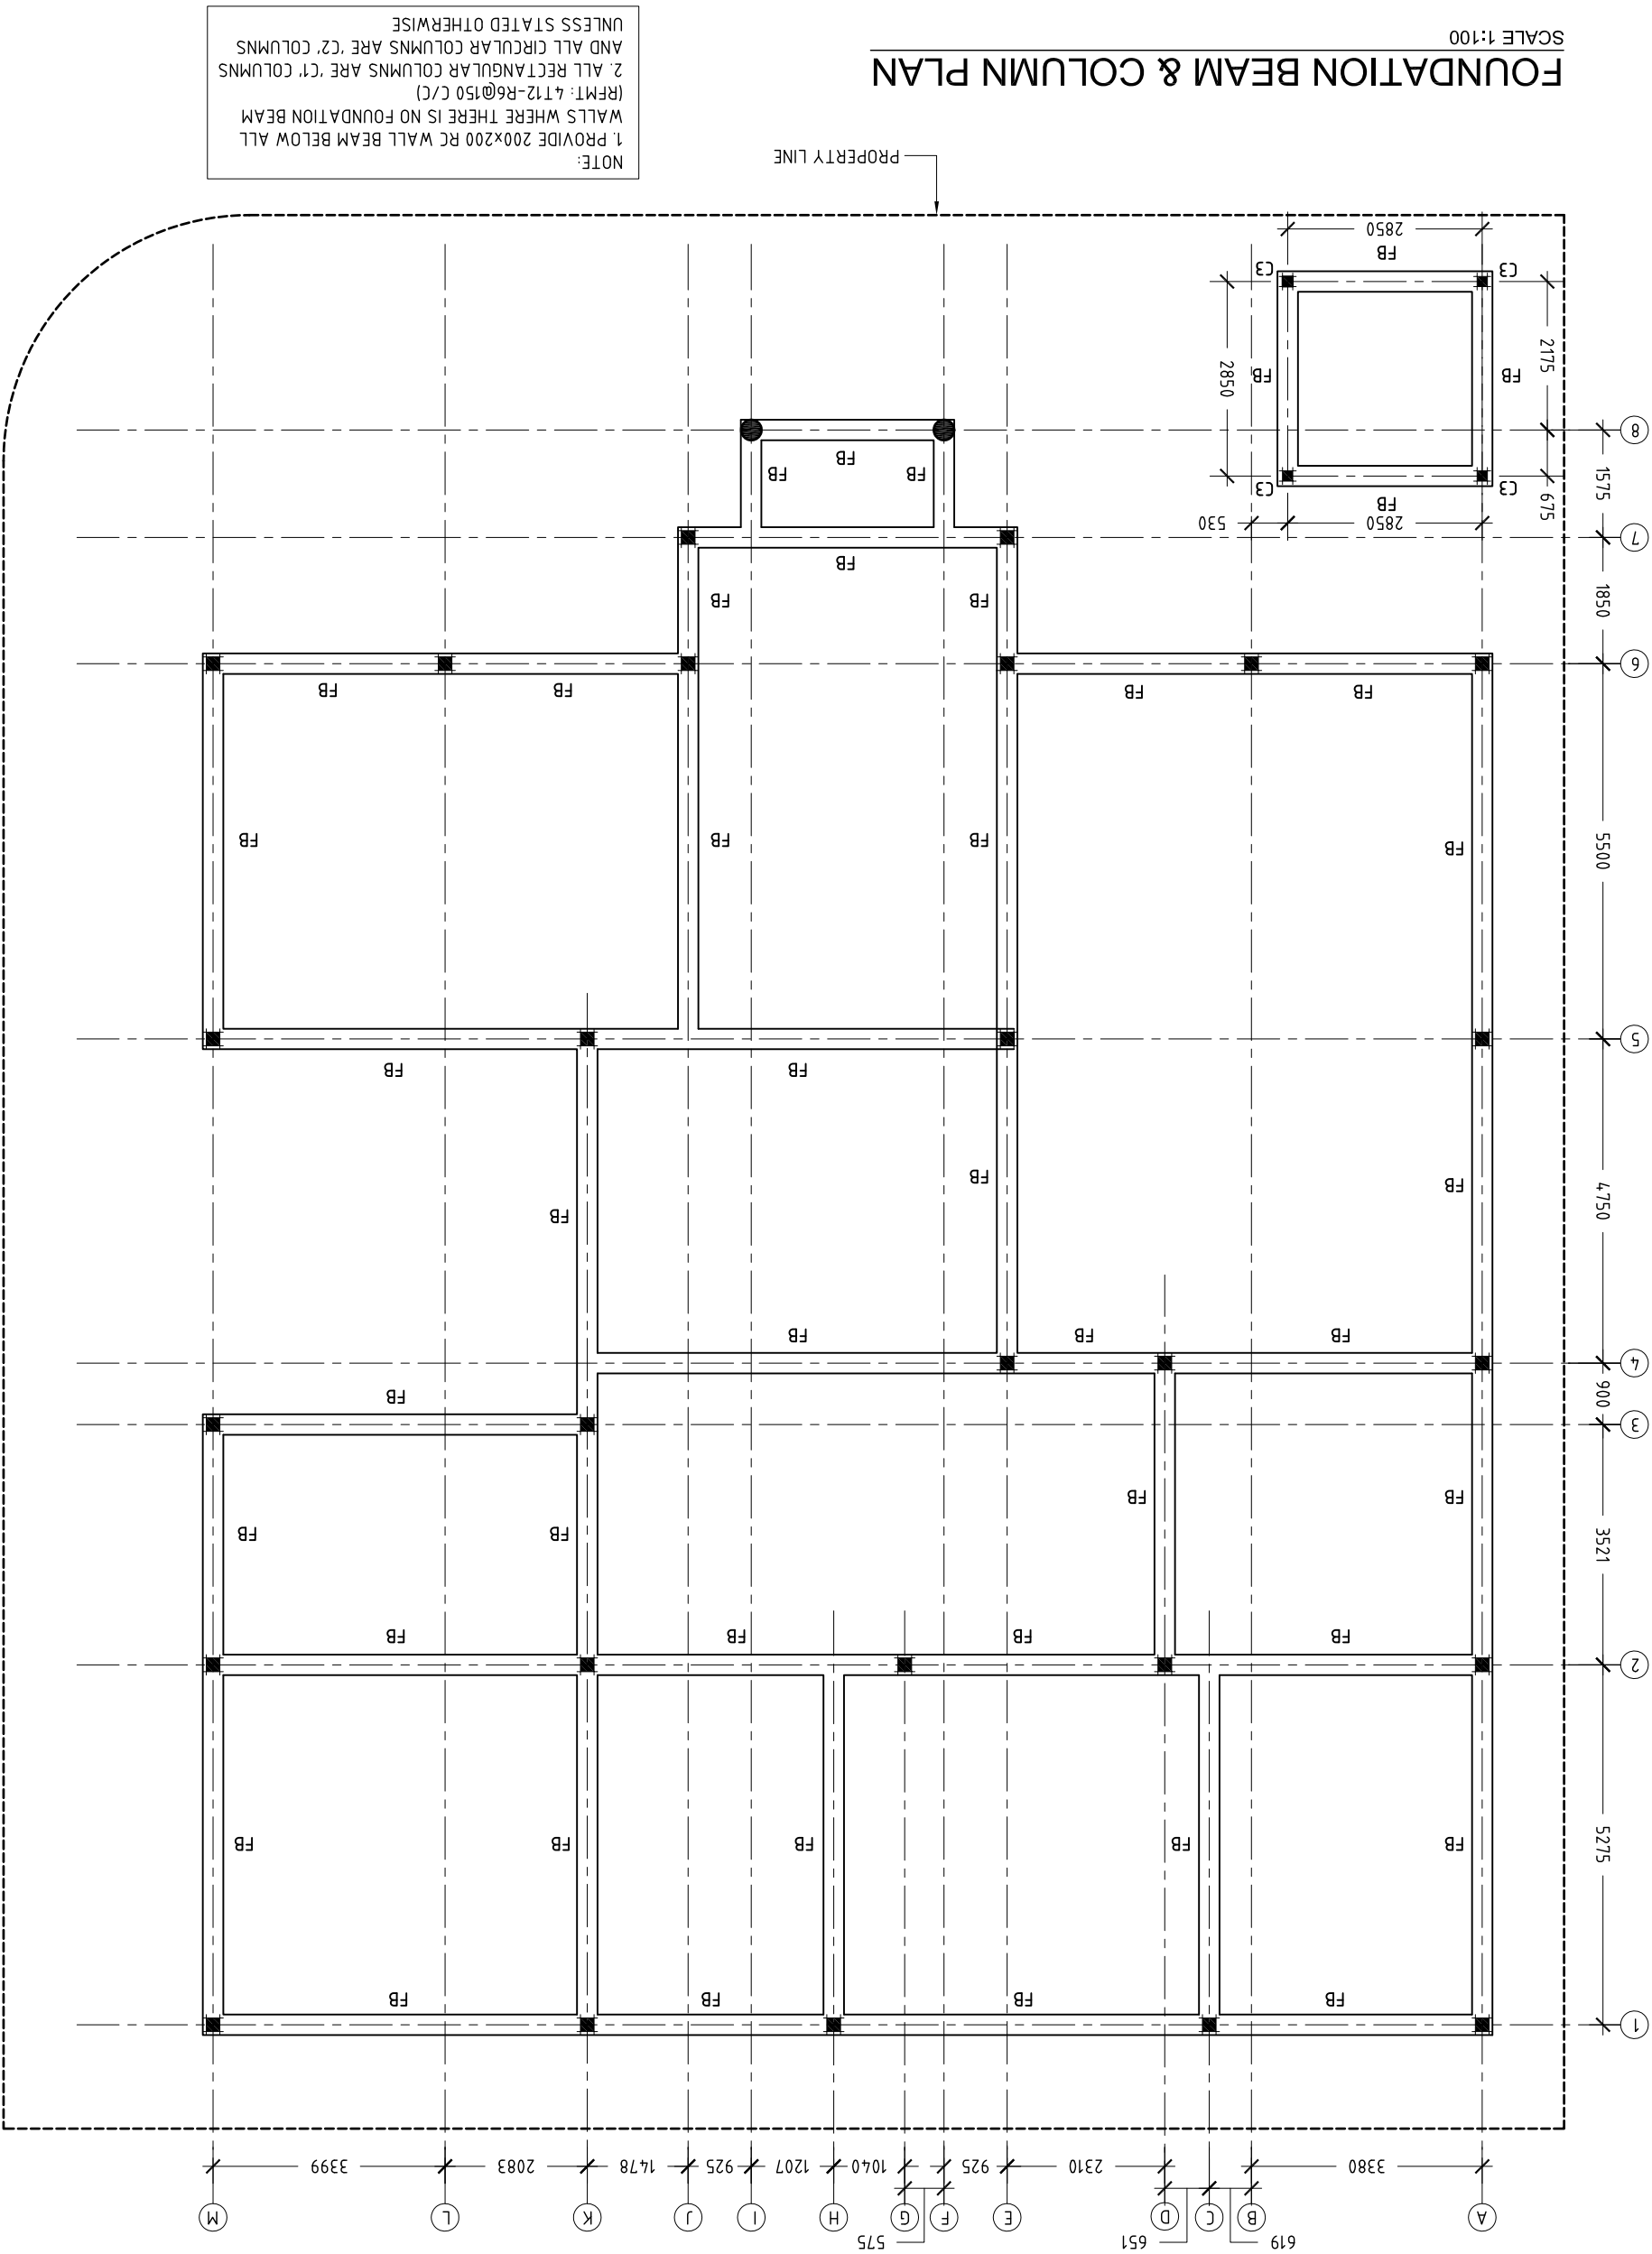 619
651
575
A
B
C
D
E
F
G
H
I
J
K
L
M
3380
2310
925
1040
1207
925
1478
2083
3399
1
FB
FB
FB
FB
5275
FB
FB
FB
FB
FB
2
FB
FB
FB
FB
3521
FB
FB
FB
FB
3
900
FB
4
FB
FB
FB
4750
FB
FB
FB
FB
FB
5
5500
FB
FB
FB
FB
FB
FB
FB
FB
6
1850
FB
FB
FB
7
2850
530
FB
C3
C3
675
1575
FB
FB
FB
8
2175
FB
FB
2850
C3
C3
FB
2850
PROPERTY LINE
FOUNDATION BEAM & COLUMN PLAN
SCALE 1:100
NOTE:
1. PROVIDE 200x200 RC WALL BEAM BELOW ALL
WALLS WHERE THERE IS NO FOUNDATION BEAM
(RFMT: 4T12-R6@150 C/C)
2. ALL RECTANGULAR COLUMNS ARE 'C1' COLUMNS
AND ALL CIRCULAR COLUMNS ARE 'C2' COLUMNS
UNLESS STATED OTHERWISE